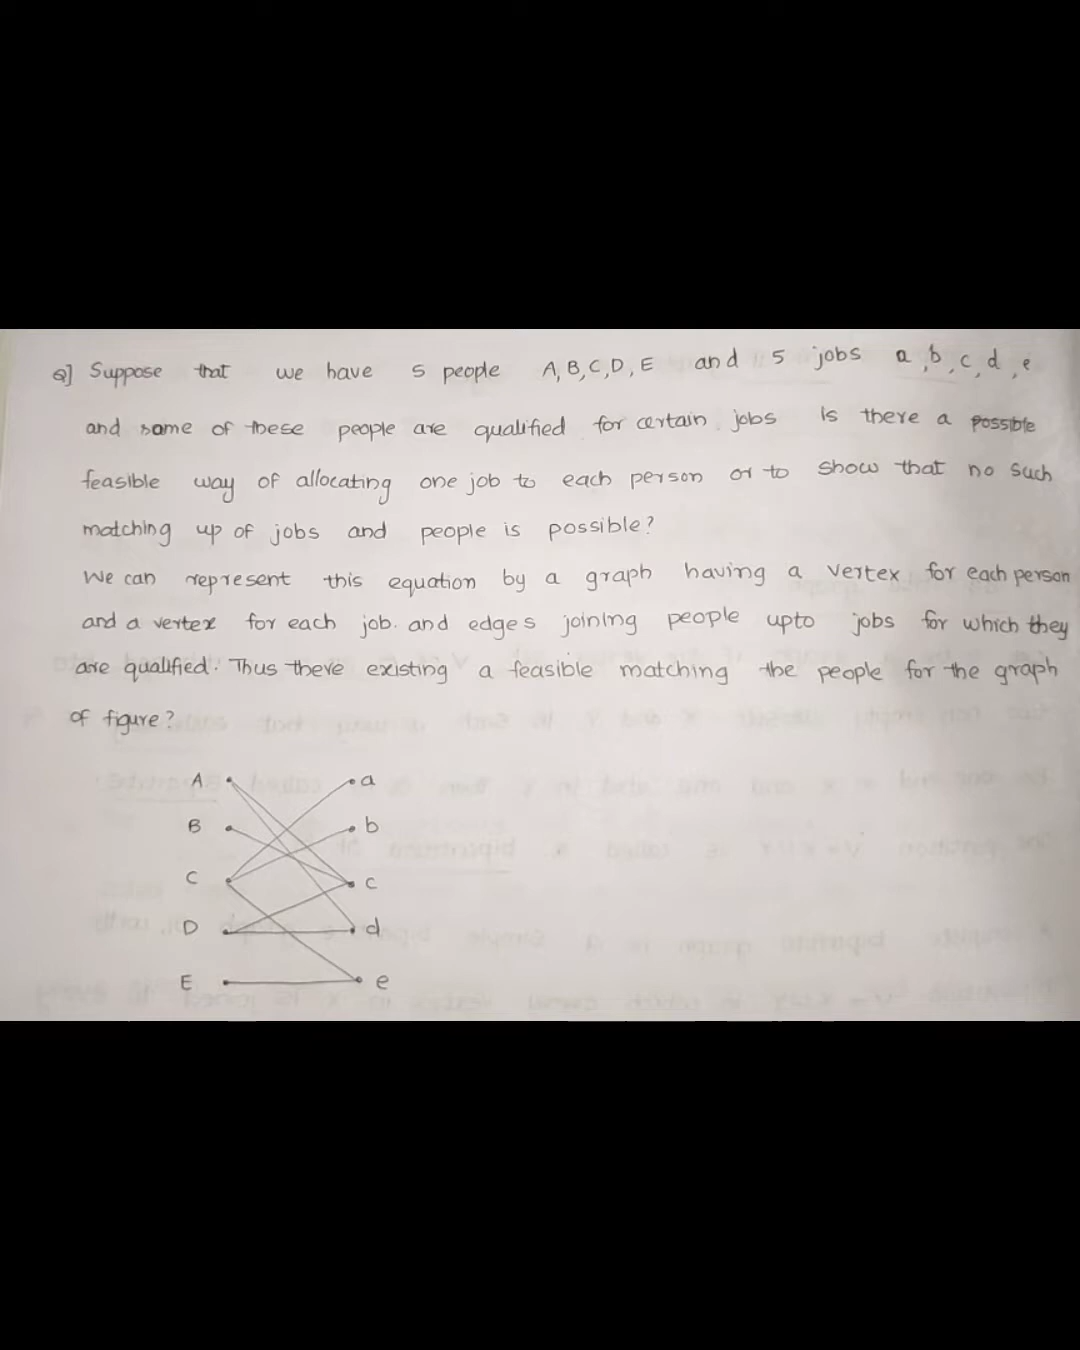 Q] Suppose that we have 5 people A, B, C, D, E and 5 jobs a, b, c, d, e
and some of these people are qualified for certain jobs is there a possible
feasible way of allocating one job to each person or to show that no such
matching up of jobs and people is possible?
We can represent this equation by a graph having a vertex for each person
and a vertex for each job. and edges joining people upto jobs for which they
are qualified. Thus there existing a feasible matching the people for the graph
of figure?
A a
B b
C c
D d
E e